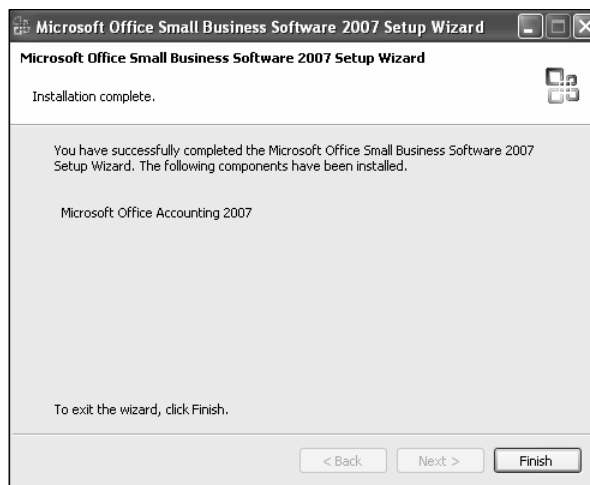 Microsoft Office Small Business Software 2007 Setup Wizard
Microsoft Office Small Business Software 2007 Setup Wizard
Installation complete.
You have successfully completed the Microsoft Office Small Business Software 2007
Setup Wizard. The following components have been installed.
Microsoft Office Accounting 2007
To exit the wizard, click Finish.
< Back Next > Finish